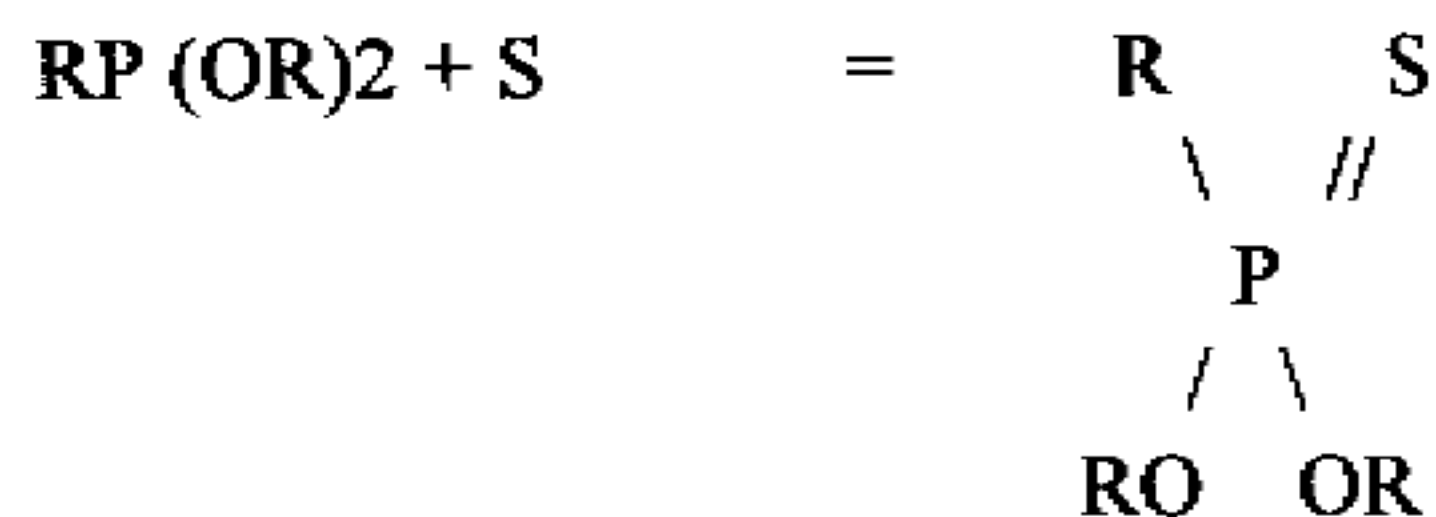 RP (OR)2 + S = R S
\ //
P
/ \
RO OR